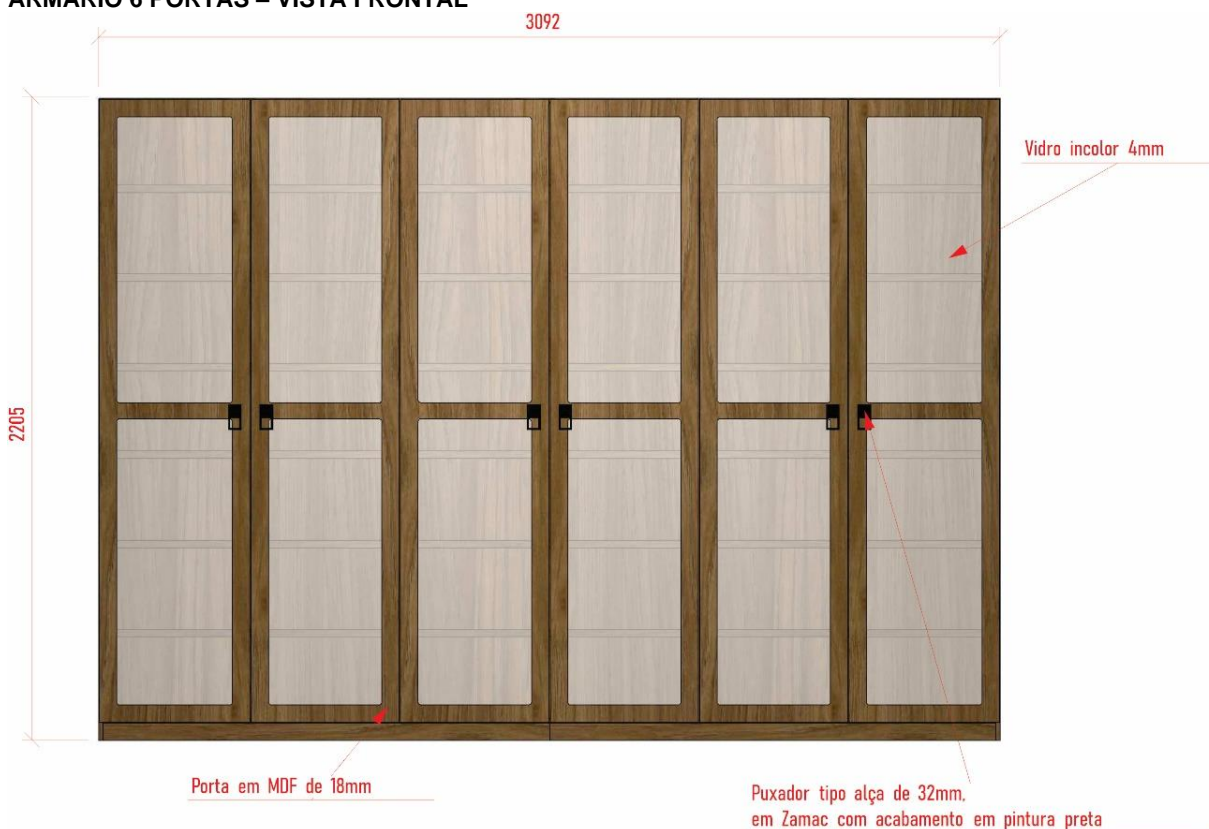 ARMÁRIO 6 PORTAS – VISTA FRONTAL
3092
Vidro incolor 4mm
2205
Porta em MDF de 18mm
Puxador tipo alça de 32mm,
em Zamac com acabamento em pintura preta